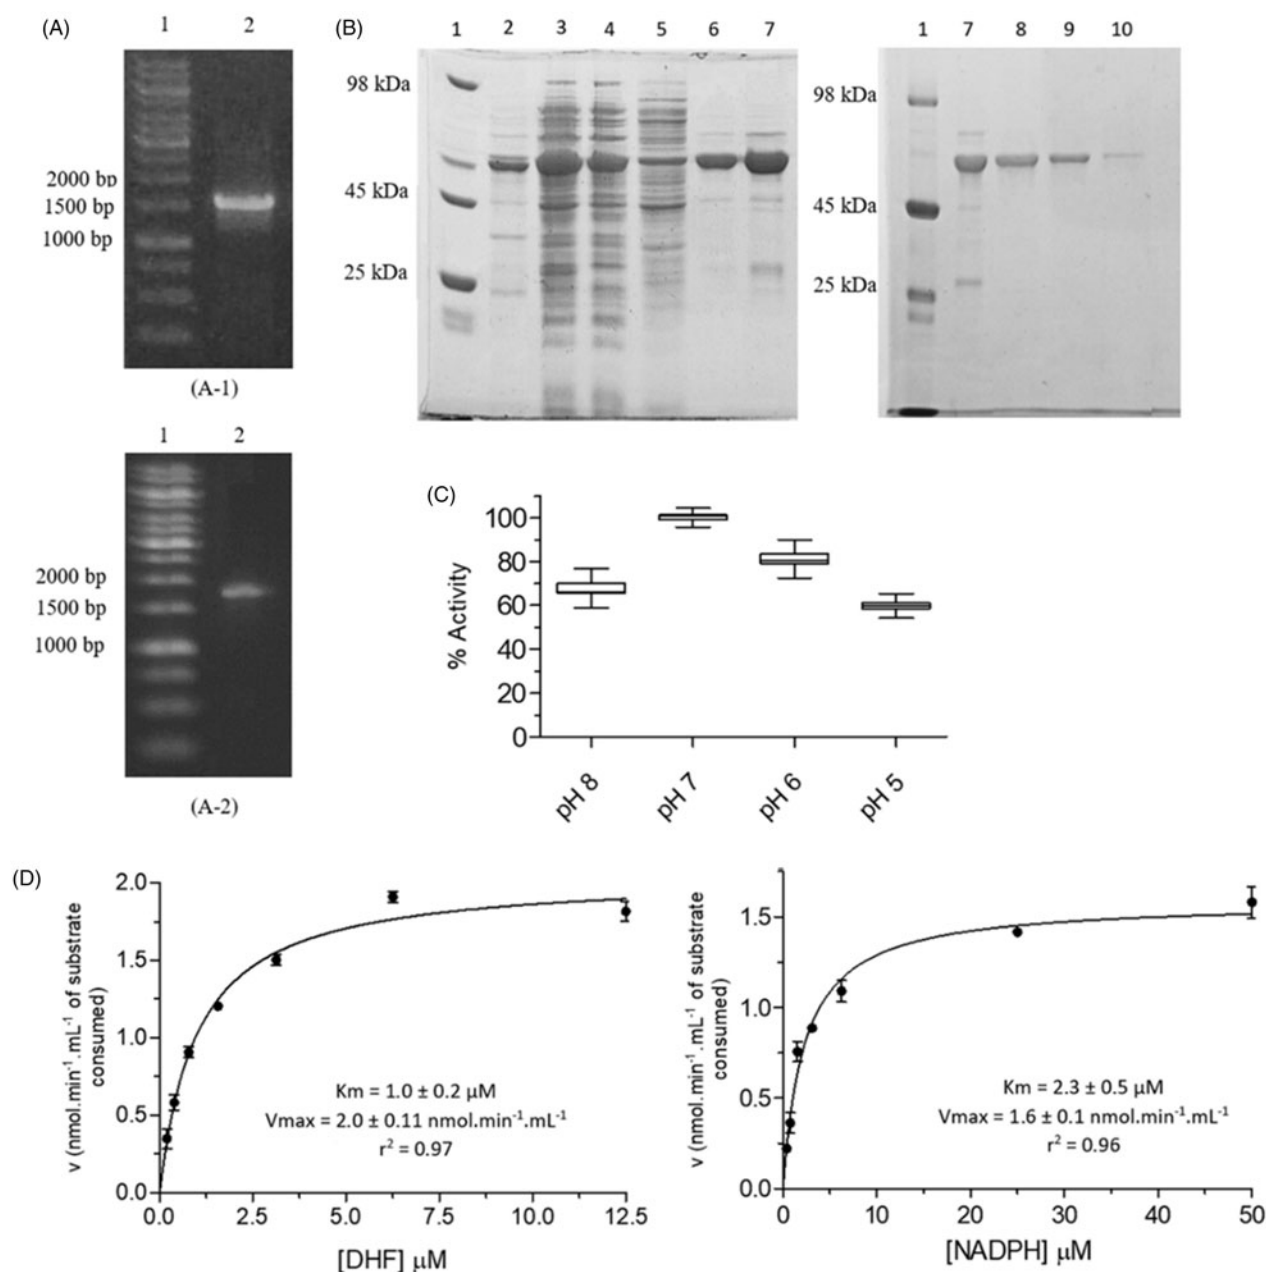 (A)
1 2
2000 bp
1500 bp
1000 bp
(A-1)
1 2
2000 bp
1500 bp
1000 bp
(A-2)
(B)
1 2 3 4 5 6 7
98 kDa
45 kDa
25 kDa
1 7 8 9 10
98 kDa
45 kDa
25 kDa
(C)
% Activity
100
80
60
40
20
0
pH 8 pH 7 pH 6 pH 5
(D)
v (nmol.min⁻¹.mL⁻¹ of substrate
consumed)
2.0
1.5
1.0
0.5
0.0
Km = 1.0 ± 0.2 µM
Vmax = 2.0 ± 0.11 nmol.min⁻¹.mL⁻¹
r² = 0.97
0.0 2.5 5.0 7.5 10.0 12.5
[DHF] µM
v (nmol.min⁻¹.mL⁻¹ of substrate
consumed)
1.5
1.0
0.5
0.0
Km = 2.3 ± 0.5 µM
Vmax = 1.6 ± 0.1 nmol.min⁻¹.mL⁻¹
r² = 0.96
0 10 20 30 40 50
[NADPH] µM